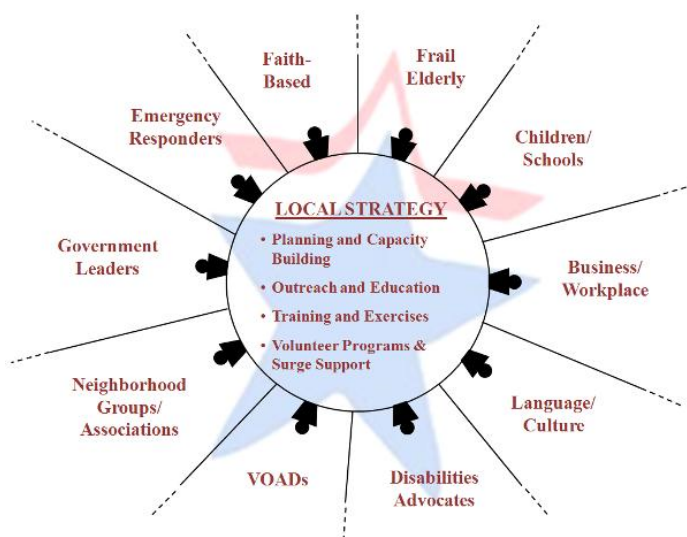 Faith-
Based
Frail
Elderly
Emergency
Responders
Children/
Schools
LOCAL STRATEGY
• Planning and Capacity
Building
• Outreach and Education
• Training and Exercises
• Volunteer Programs &
Surge Support
Government
Leaders
Business/
Workplace
Neighborhood
Groups/
Associations
Language/
Culture
VOADs
Disabilities
Advocates